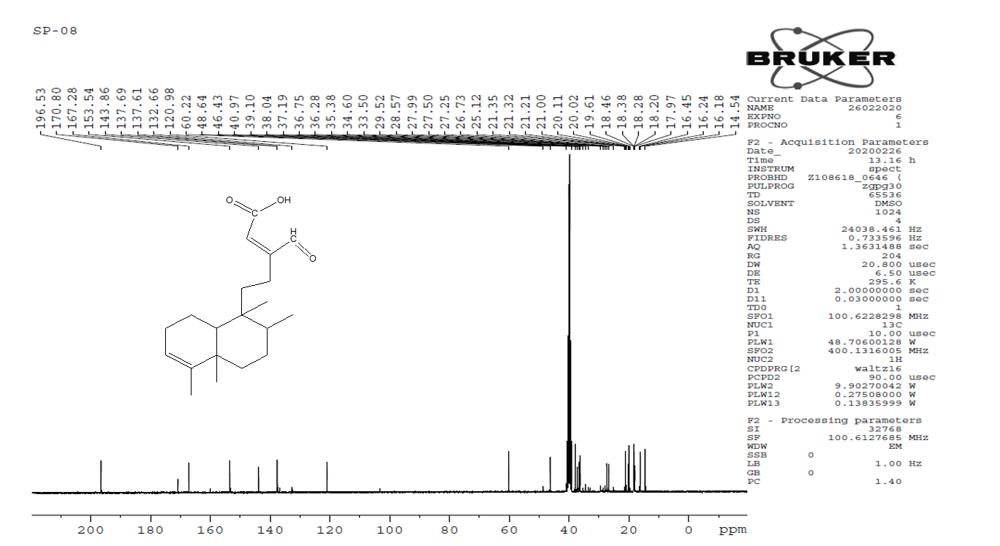 SP-08
196.53
170.80
167.28
153.54
143.86
137.69
137.61
132.66
120.98
60.22
48.64
46.43
40.97
39.10
38.04
37.19
36.75
36.28
35.38
34.60
33.50
29.52
28.57
27.99
27.50
27.25
26.73
25.12
21.35
21.32
21.21
21.00
20.11
20.02
19.61
18.46
18.38
18.28
18.20
17.97
16.45
16.24
16.18
14.54
O OH
C
H
C
O
200 180 160 140 120 100 80 60 40 20 0 ppm
BRUKER
Current Data Parameters
NAME 26022020
EXPNO 6
PROCNO 1
F2 - Acquisition Parameters
Date_ 20200226
Time 13.16 h
INSTRUM spect
PROBHD Z108618_0646 (
PULPROG zgpg30
TD 65536
SOLVENT DMSO
NS 1024
DS 4
SWH 24038.461 Hz
FIDRES 0.733596 Hz
AQ 1.3631488 sec
RG 204
DW 20.800 usec
DE 6.50 usec
TE 295.6 K
D1 2.00000000 sec
D11 0.03000000 sec
TD0 1
SFO1 100.6228298 MHz
NUC1 13C
P1 10.00 usec
PLW1 48.70600128 W
SFO2 400.1316005 MHz
NUC2 1H
CPDPRG[2 waltz16
PCPD2 90.00 usec
PLW2 9.90270042 W
PLW12 0.27508000 W
PLW13 0.13835999 W
F2 - Processing parameters
SI 32768
SF 100.6127685 MHz
WDW EM
SSB 0
LB 1.00 Hz
GB 0
PC 1.40